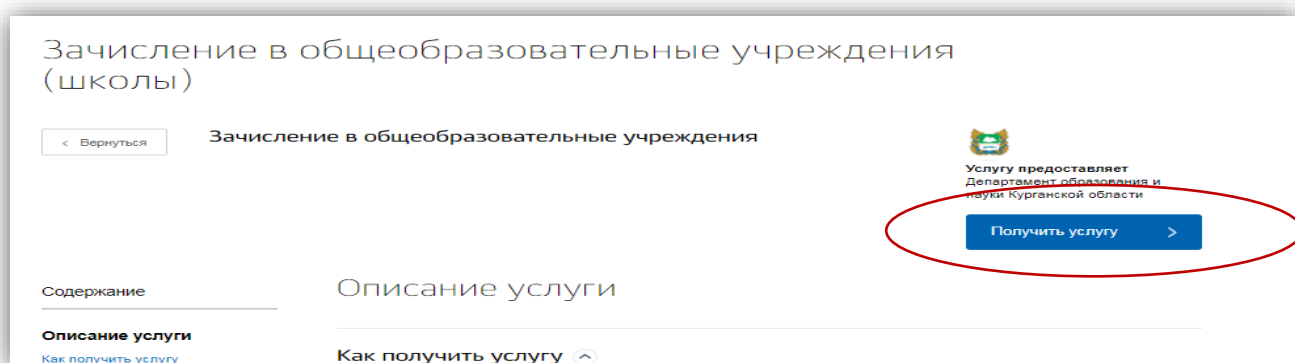 Зачисление в общеобразовательные учреждения
(школы)
< Вернуться
Зачисление в общеобразовательные учреждения
Услугу предоставляет
Департамент образования и
науки Курганской области
Получить услугу >
Содержание
Описание услуги
Описание услуги
Как получить услугу
Как получить услугу